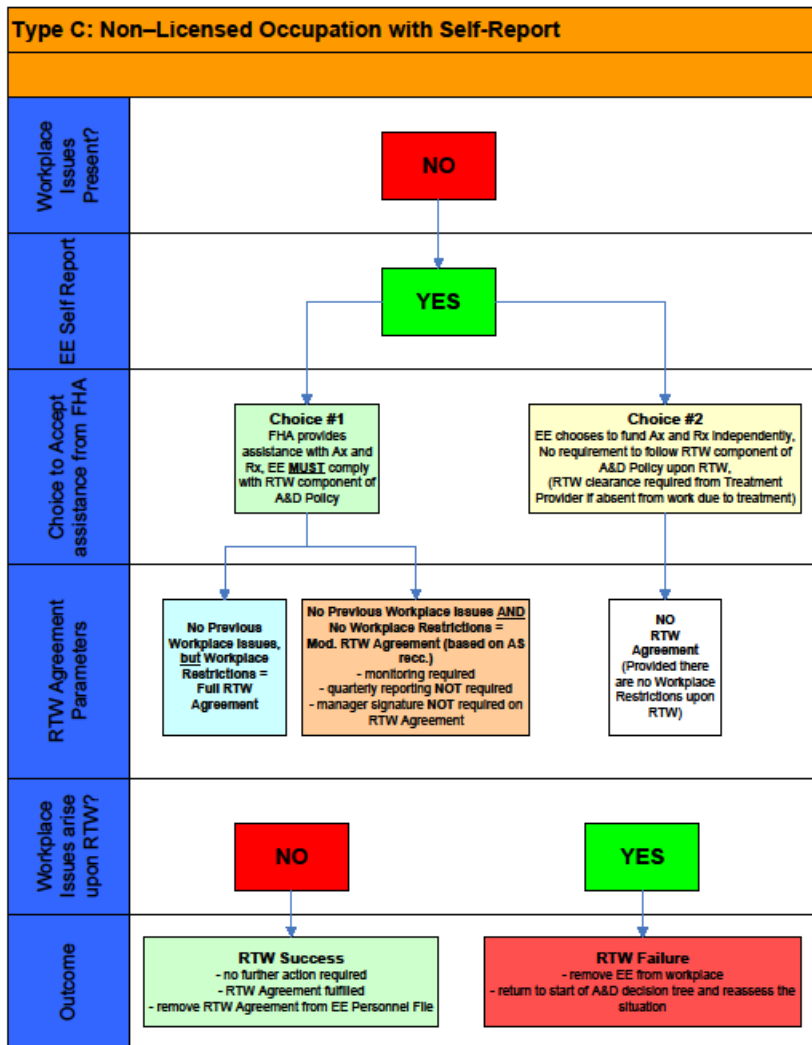 Type C: Non–Licensed Occupation with Self-Report
Workplace
Issues
Present?
NO
EE Self Report
YES
Choice to Accept
assistance from FHA
Choice #1
FHA provides
assistance with Ax and
Rx, EE MUST comply
with RTW component of
A&D Policy
Choice #2
EE chooses to fund Ax and Rx independently,
No requirement to follow RTW component of
A&D Policy upon RTW,
(RTW clearance required from Treatment
Provider if absent from work due to treatment)
RTW Agreement
Parameters
No Previous
Workplace Issues,
but Workplace
Restrictions =
Full RTW
Agreement
No Previous Workplace Issues AND
No Workplace Restrictions =
Mod. RTW Agreement (based on AS
recc.)
- monitoring required
- quarterly reporting NOT required
- manager signature NOT required on
RTW Agreement
NO
RTW
Agreement
(Provided there
are no Workplace
Restrictions upon
RTW)
Workplace
Issues arise
upon RTW?
NO
YES
Outcome
RTW Success
- no further action required
- RTW Agreement fulfilled
- remove RTW Agreement from EE Personnel File
RTW Failure
- remove EE from workplace
- return to start of A&D decision tree and reassess the
situation